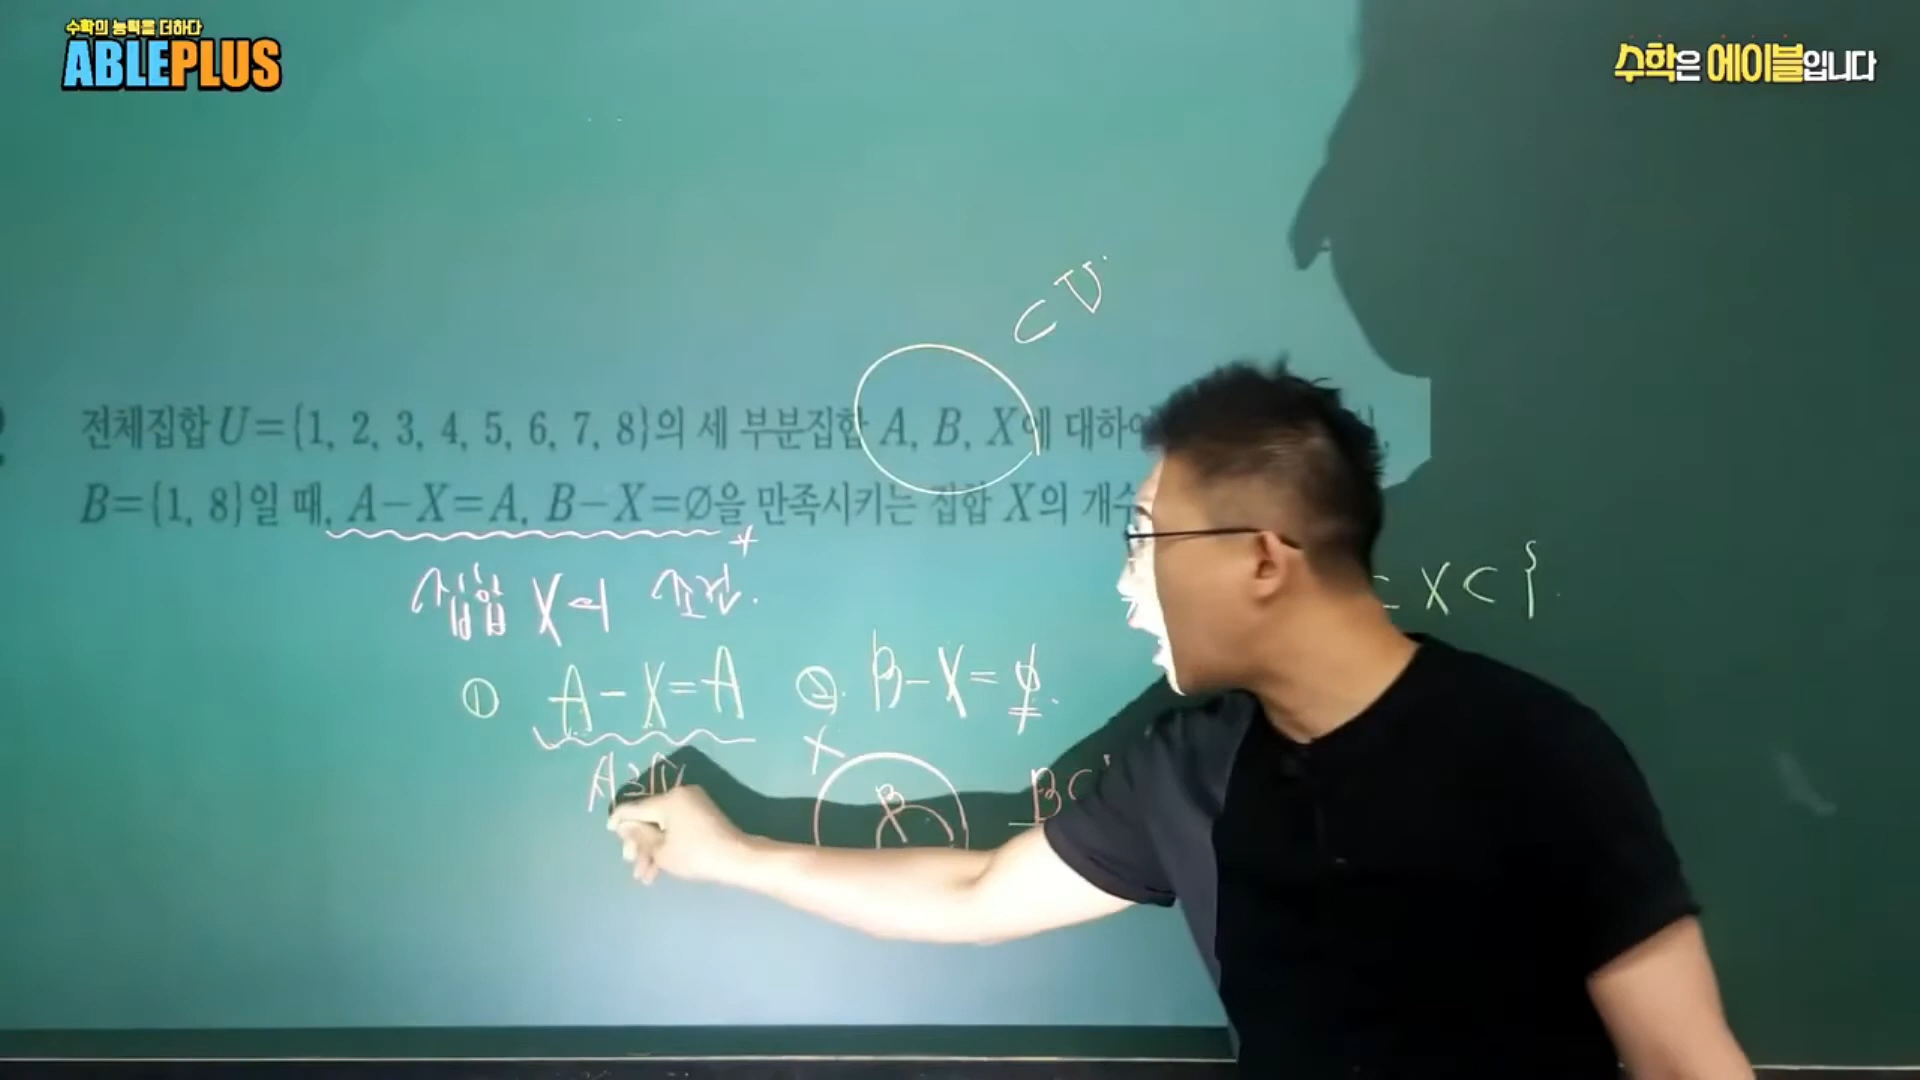 수학의 능력을 더하다
ABLEPLUS
수학은 에이블입니다
⊂ U
전체집합 U={1, 2, 3, 4, 5, 6, 7, 8}의 세 부분집합 A, B, X에 대하여
B={1, 8}일 때, A-X=A, B-X=∅을 만족시키는 집합 X의 개수
집합 X의 조건.
X ⊂ {
① A-X=A ② B-X=∅
X
B
B ⊂